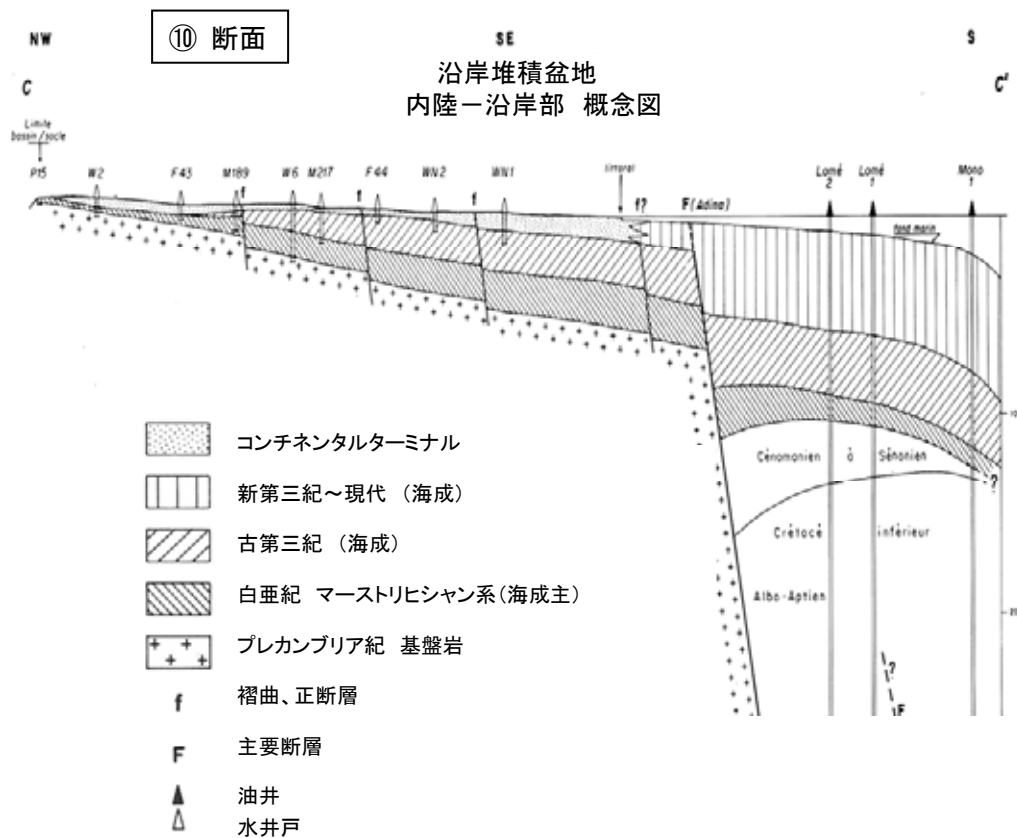 NW
⑩ 断面
SE
S
C
沿岸堆積盆地
内陸－沿岸部 概念図
C'
Limite
bassin/socle
P15
W2
F43
M189
W6
M217
F44
WN2
WN1
littoral
Lomé
2
Lomé
1
Mono
1
f
f
f
f?
F (Adina)
fond marin
コンチネンタルターミナル
新第三紀～現代 （海成）
古第三紀 （海成）
白亜紀 マーストリヒシャン系（海成主）
プレカンブリア紀 基盤岩
f 褶曲、正断層
F 主要断層
油井
水井戸
Cénomanien à Sénonien
?
Crétacé inférieur
Albo-Aptien
?
F